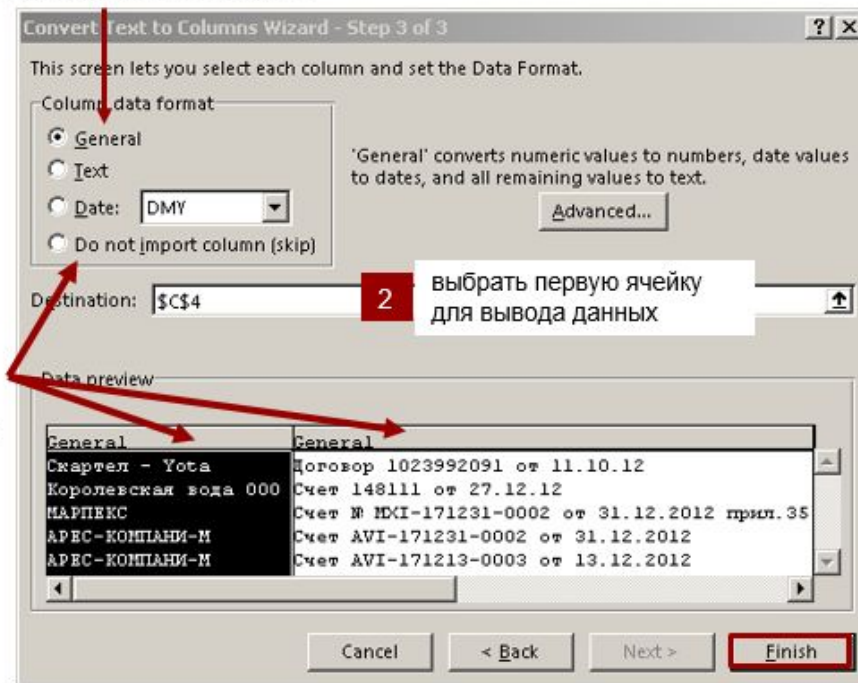 Convert Text to Columns Wizard - Step 3 of 3
This screen lets you select each column and set the Data Format.
Column data format
General
Text
Date: DMY
Do not import column (skip)
'General' converts numeric values to numbers, date values
to dates, and all remaining values to text.
Advanced...
Destination: $C$4
2
выбрать первую ячейку
для вывода данных
Data preview
General General
Скартел - Yota Договор 1023992091 от 11.10.12
Королевская вода ООО Счет 148111 от 27.12.12
МАРПЕКС Счет № MXI-171231-0002 от 31.12.2012 прил.35
АРЕС-КОМПАНИ-М Счет AVI-171231-0002 от 31.12.2012
АРЕС-КОМПАНИ-М Счет AVI-171213-0003 от 13.12.2012
Cancel
< Back
Next >
Finish